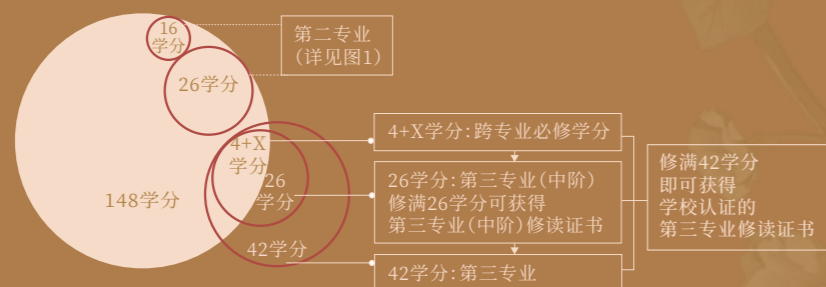 16
学分
第二专业
（详见图1）
26学分
4+X
学分
26
学分
148学分
42学分
4+X学分：跨专业必修学分
26学分：第三专业（中阶）
修满26学分可获得
第三专业（中阶）修读证书
42学分：第三专业
修满42学分
即可获得
学校认证的
第三专业修读证书